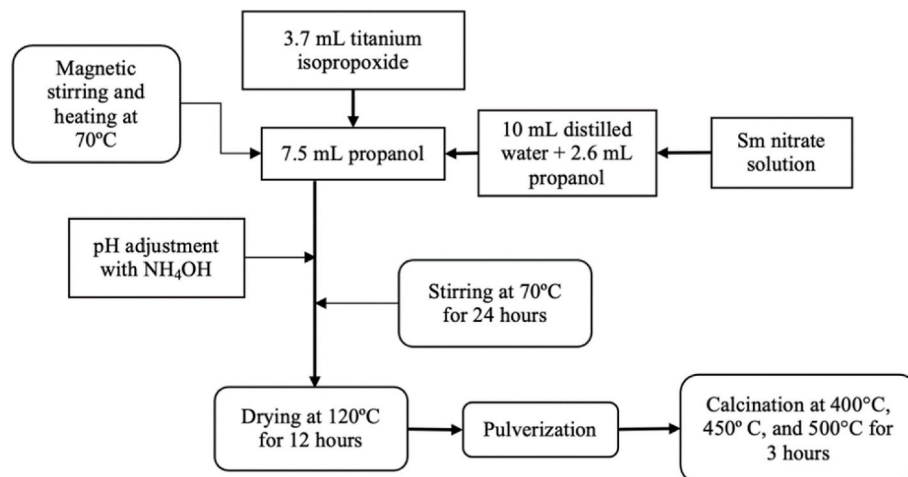 3.7 mL titanium
isopropoxide
Magnetic
stirring and
heating at
70ºC
7.5 mL propanol
10 mL distilled
water + 2.6 mL
propanol
Sm nitrate
solution
pH adjustment
with NH₄OH
Stirring at 70ºC
for 24 hours
Drying at 120ºC
for 12 hours
Pulverization
Calcination at 400°C,
450º C, and 500°C for
3 hours